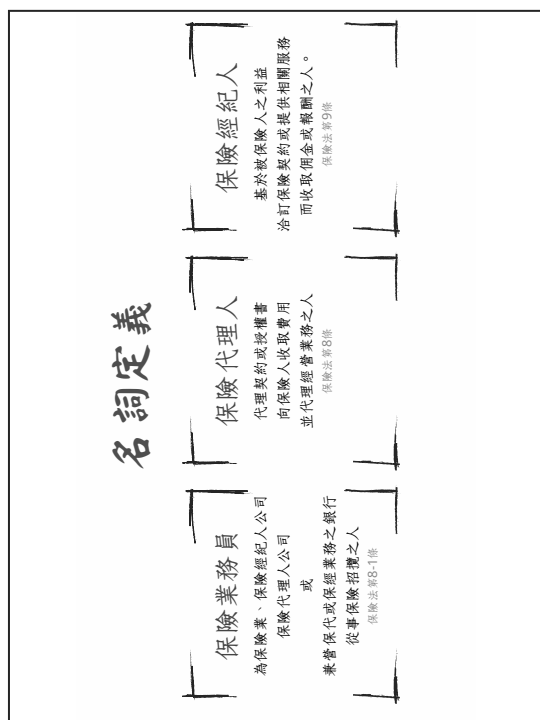 名詞定義
保險業務員
為保險業、保險經紀人公司
保險代理人公司
或
兼營保代或保經業務之銀行
從事保險招攬之人
保險法第8-1條
保險代理人
代理契約或授權書
向保險人收取費用
並代理經營業務之人
保險法第8條
保險經紀人
基於被保險人之利益
洽訂保險契約或提供相關服務
而收取佣金或報酬之人。
保險法第9條